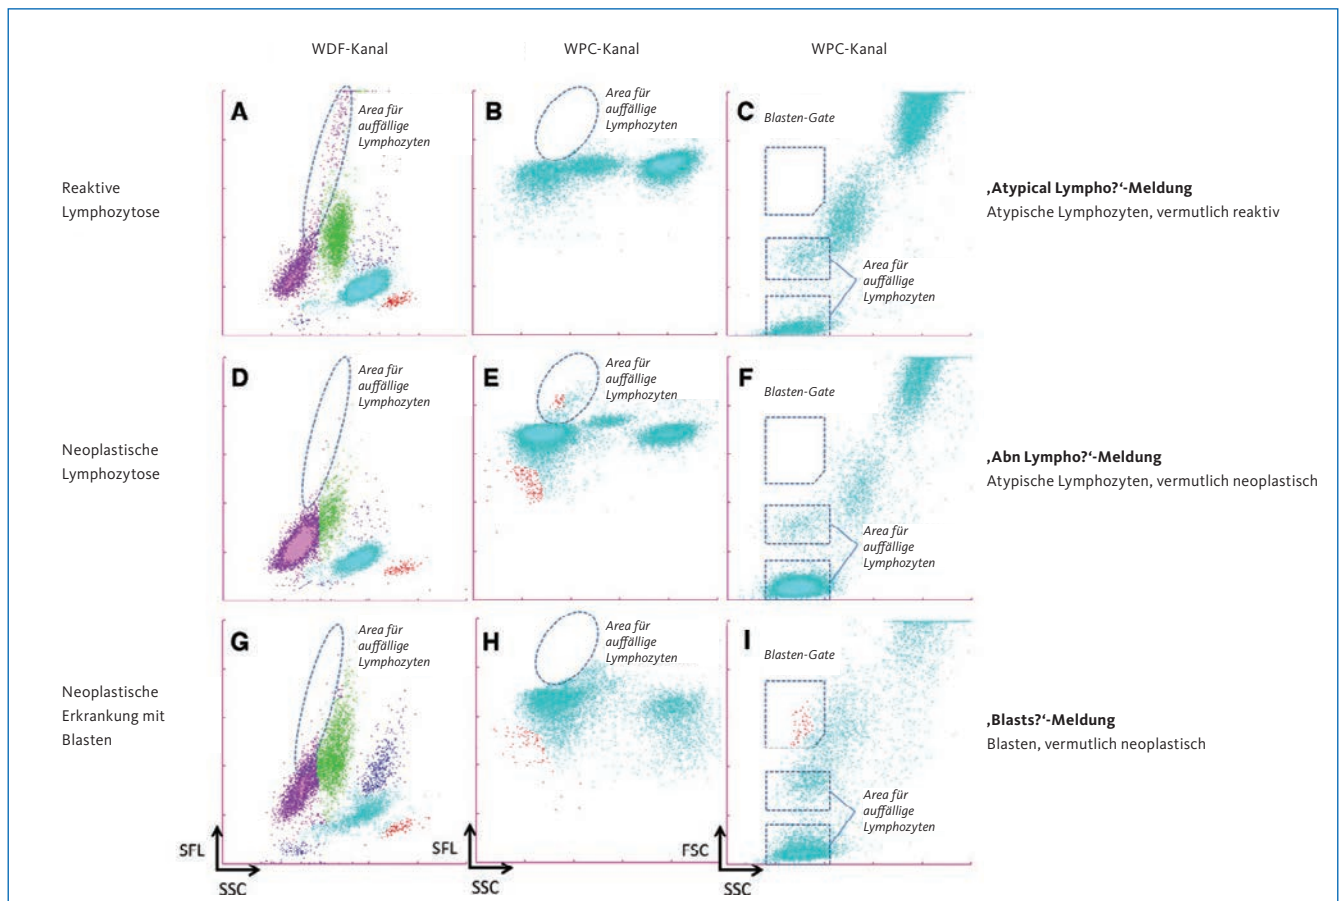 WDF-Kanal
WPC-Kanal
WPC-Kanal
Reaktive
Lymphozytose
A
Area für
auffällige
Lymphozyten
B
Area für
auffällige
Lymphozyten
C
Blasten-Gate
Area für
auffällige
Lymphozyten
‚Atypical Lympho?‘-Meldung
Atypische Lymphozyten, vermutlich reaktiv
Neoplastische
Lymphozytose
D
Area für
auffällige
Lymphozyten
E
Area für
auffällige
Lymphozyten
F
Blasten-Gate
Area für
auffällige
Lymphozyten
‚Abn Lympho?‘-Meldung
Atypische Lymphozyten, vermutlich neoplastisch
Neoplastische
Erkrankung mit
Blasten
G
Area für
auffällige
Lymphozyten
H
Area für
auffällige
Lymphozyten
I
Blasten-Gate
Area für
auffällige
Lymphozyten
‚Blasts?‘-Meldung
Blasten, vermutlich neoplastisch
SFL
SSC
SFL
SSC
FSC
SSC